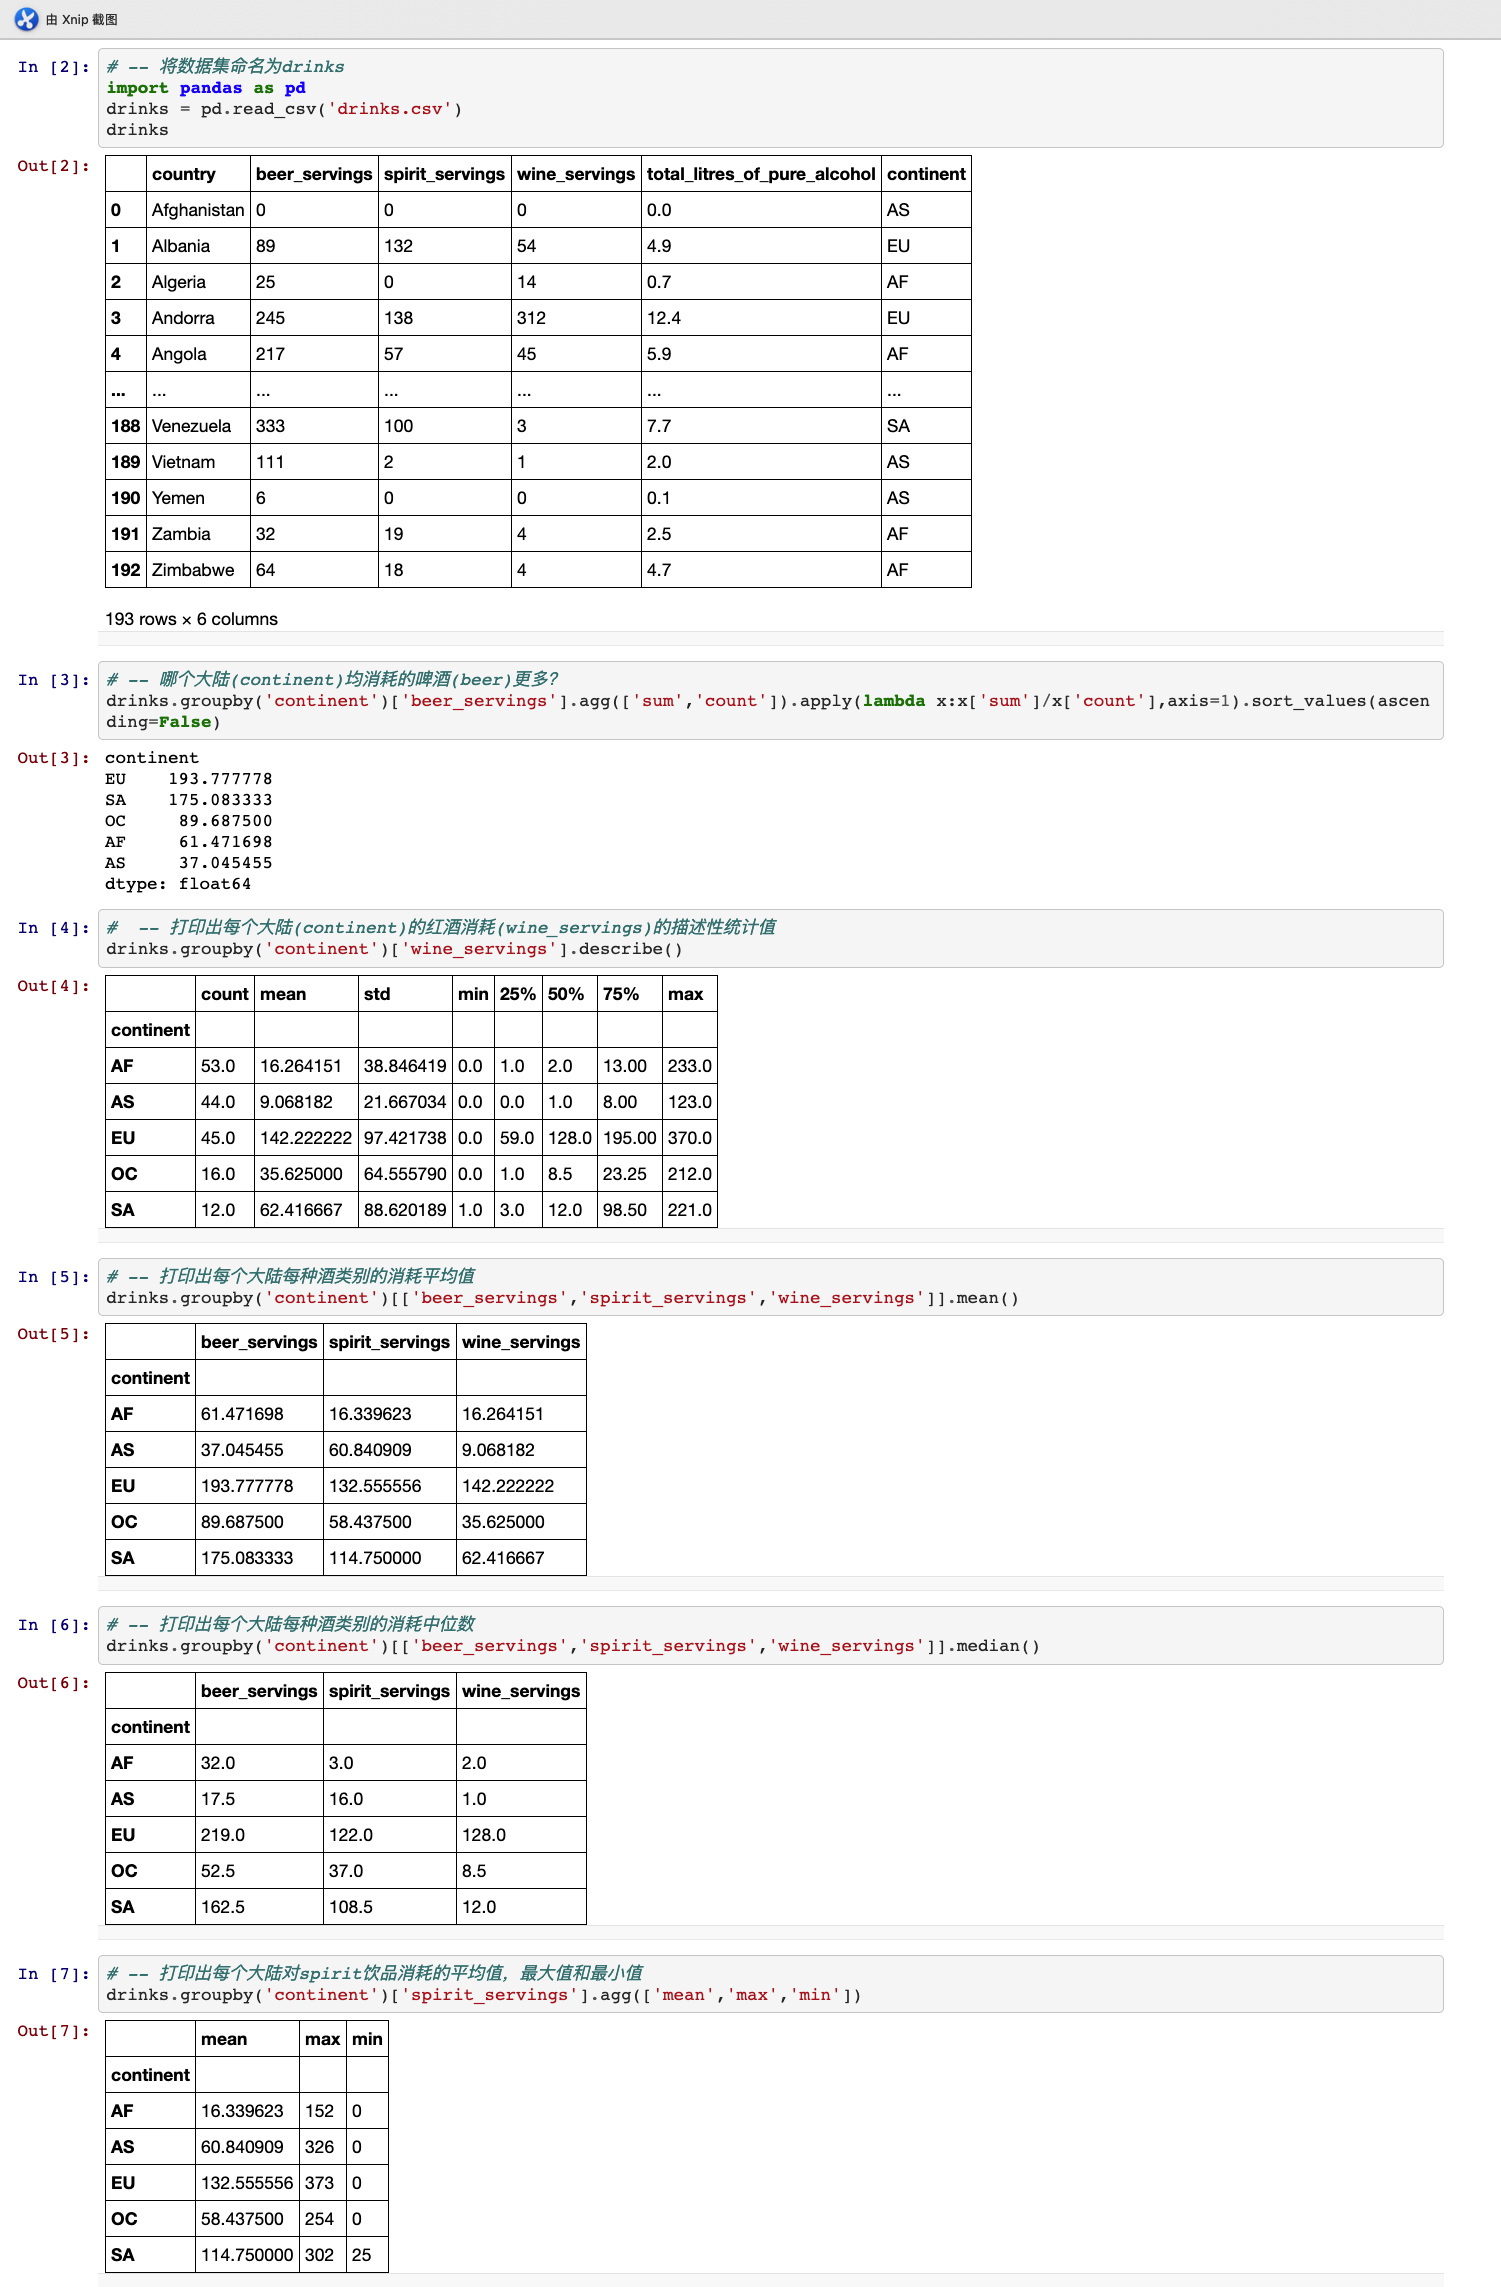 由 Xnip 截图
In [2]:
# -- 将数据集命名为drinks
import pandas as pd
drinks = pd.read_csv('drinks.csv')
drinks
Out[2]:
country beer_servings spirit_servings wine_servings total_litres_of_pure_alcohol continent
0 Afghanistan 0 0 0 0.0 AS
1 Albania 89 132 54 4.9 EU
2 Algeria 25 0 14 0.7 AF
3 Andorra 245 138 312 12.4 EU
4 Angola 217 57 45 5.9 AF
... ... ... ... ... ... ...
188 Venezuela 333 100 3 7.7 SA
189 Vietnam 111 2 1 2.0 AS
190 Yemen 6 0 0 0.1 AS
191 Zambia 32 19 4 2.5 AF
192 Zimbabwe 64 18 4 4.7 AF
193 rows × 6 columns
In [3]:
# -- 哪个大陆(continent)均消耗的啤酒(beer)更多?
drinks.groupby('continent')['beer_servings'].agg(['sum','count']).apply(lambda x:x['sum']/x['count'],axis=1).sort_values(ascen
ding=False)
Out[3]:
continent
EU 193.777778
SA 175.083333
OC 89.687500
AF 61.471698
AS 37.045455
dtype: float64
In [4]:
# -- 打印出每个大陆(continent)的红酒消耗(wine_servings)的描述性统计值
drinks.groupby('continent')['wine_servings'].describe()
Out[4]:
count mean std min 25% 50% 75% max
continent
AF 53.0 16.264151 38.846419 0.0 1.0 2.0 13.00 233.0
AS 44.0 9.068182 21.667034 0.0 0.0 1.0 8.00 123.0
EU 45.0 142.222222 97.421738 0.0 59.0 128.0 195.00 370.0
OC 16.0 35.625000 64.555790 0.0 1.0 8.5 23.25 212.0
SA 12.0 62.416667 88.620189 1.0 3.0 12.0 98.50 221.0
In [5]:
# -- 打印出每个大陆每种酒类别的消耗平均值
drinks.groupby('continent')[['beer_servings','spirit_servings','wine_servings']].mean()
Out[5]:
beer_servings spirit_servings wine_servings
continent
AF 61.471698 16.339623 16.264151
AS 37.045455 60.840909 9.068182
EU 193.777778 132.555556 142.222222
OC 89.687500 58.437500 35.625000
SA 175.083333 114.750000 62.416667
In [6]:
# -- 打印出每个大陆每种酒类别的消耗中位数
drinks.groupby('continent')[['beer_servings','spirit_servings','wine_servings']].median()
Out[6]:
beer_servings spirit_servings wine_servings
continent
AF 32.0 3.0 2.0
AS 17.5 16.0 1.0
EU 219.0 122.0 128.0
OC 52.5 37.0 8.5
SA 162.5 108.5 12.0
In [7]:
# -- 打印出每个大陆对spirit饮品消耗的平均值，最大值和最小值
drinks.groupby('continent')['spirit_servings'].agg(['mean','max','min'])
Out[7]:
mean max min
continent
AF 16.339623 152 0
AS 60.840909 326 0
EU 132.555556 373 0
OC 58.437500 254 0
SA 114.750000 302 25